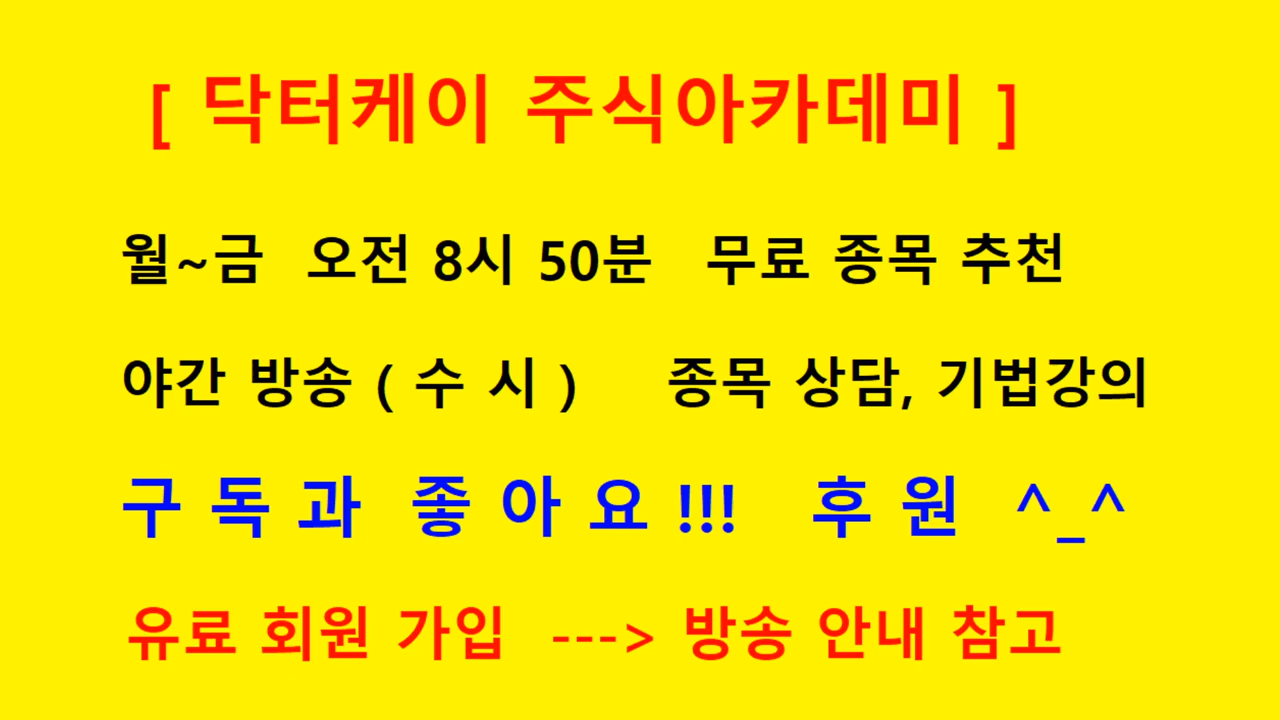 [ 닥터케이 주식아카데미 ]
월~금 오전 8시 50분 무료 종목 추천
야간 방송 ( 수 시 ) 종목 상담, 기법강의
구 독 과 좋 아 요 !!! 후 원 ^_^
유료 회원 가입 ---> 방송 안내 참고